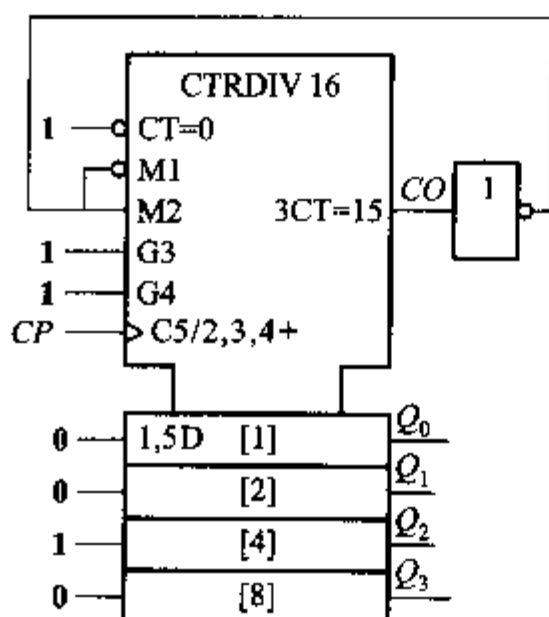 CTRDIV 16
1 CT=0
M1
M2 3CT=15 CO 1
1 G3
1 G4
CP C5/2,3,4+
0 1,5D [1] Q0
0 [2] Q1
1 [4] Q2
0 [8] Q3